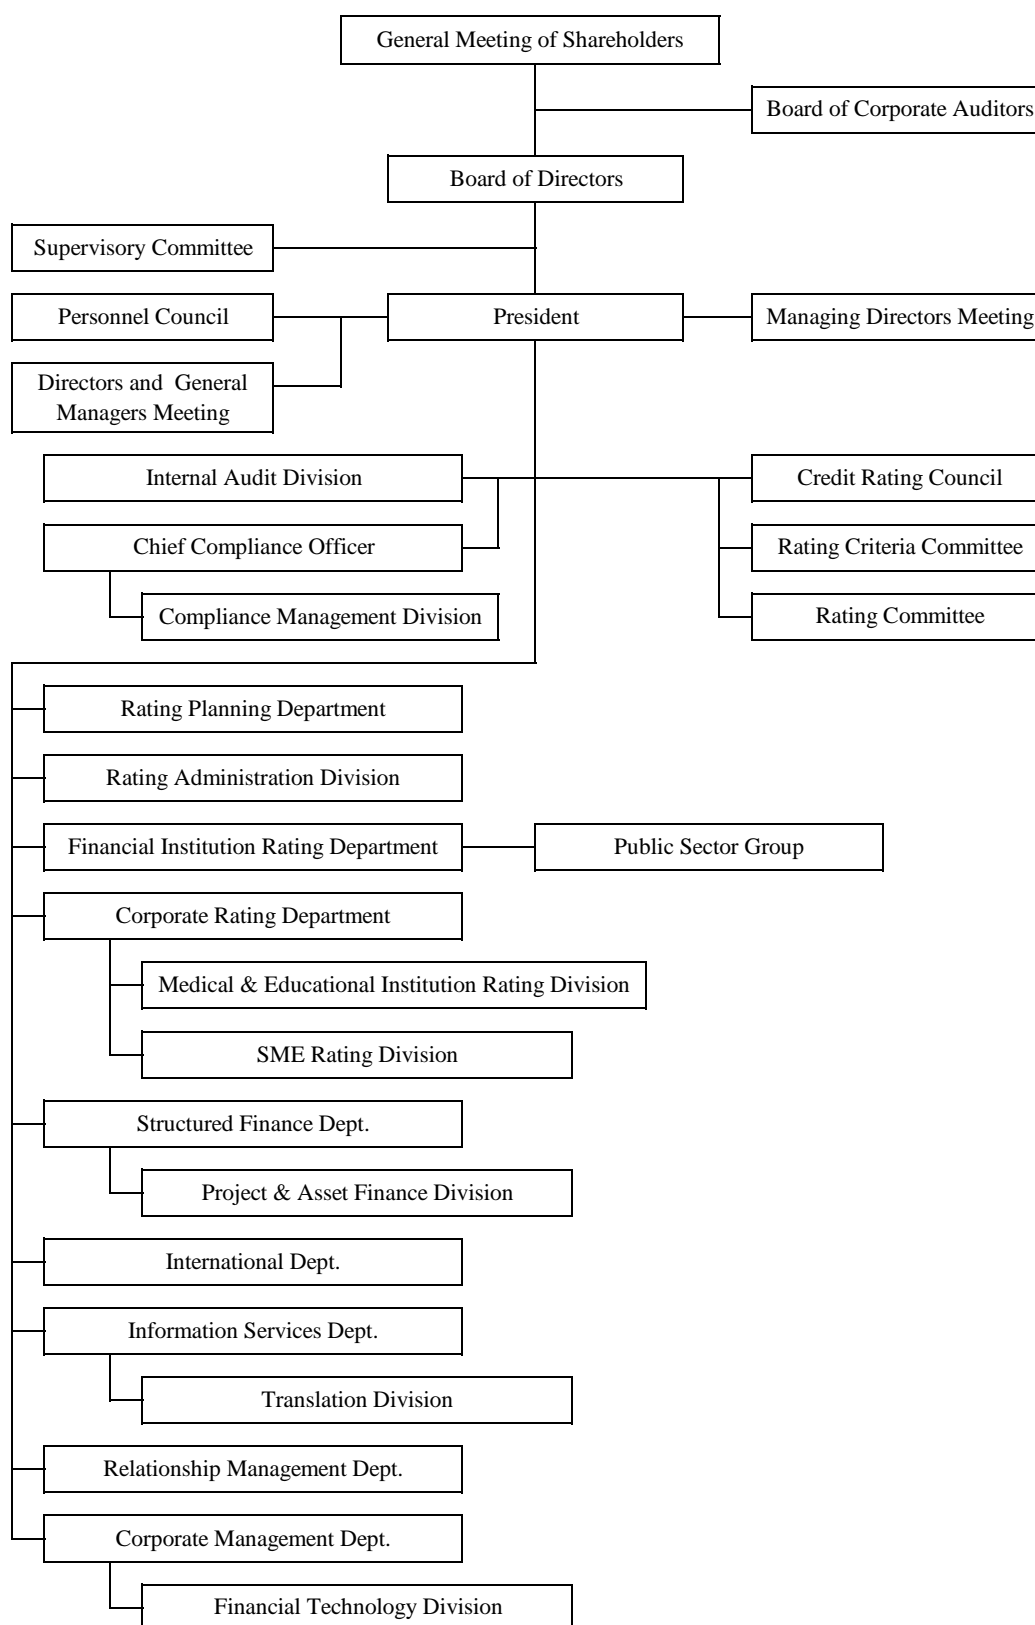 General Meeting of Shareholders
Board of Corporate Auditors
Board of Directors
Supervisory Committee
Personnel Council
President
Managing Directors Meeting
Directors and General
Managers Meeting
Internal Audit Division
Credit Rating Council
Chief Compliance Officer
Rating Criteria Committee
Compliance Management Division
Rating Committee
Rating Planning Department
Rating Administration Division
Financial Institution Rating Department
Public Sector Group
Corporate Rating Department
Medical & Educational Institution Rating Division
SME Rating Division
Structured Finance Dept.
Project & Asset Finance Division
International Dept.
Information Services Dept.
Translation Division
Relationship Management Dept.
Corporate Management Dept.
Financial Technology Division